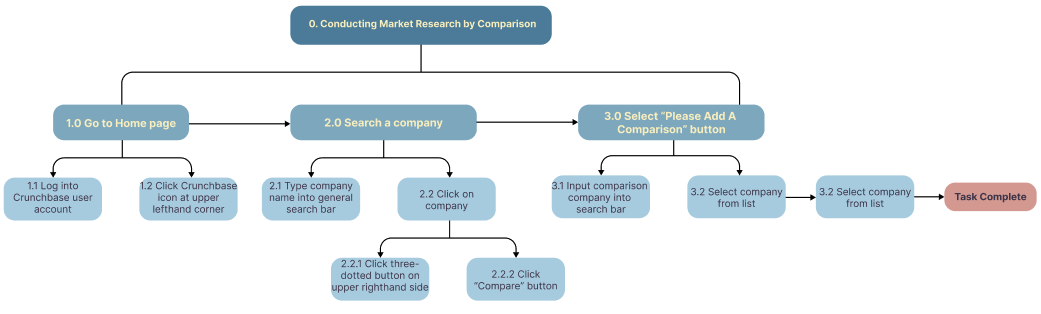 0. Conducting Market Research by Comparison
1.0 Go to Home page
2.0 Search a company
3.0 Select “Please Add A
Comparison” button
1.1 Log into
Crunchbase user
account
1.2 Click Crunchbase
icon at upper
lefthand corner
2.1 Type company
name into general
search bar
2.2 Click on
company
3.1 Input comparison
company into
search bar
3.2 Select company
from list
3.2 Select company
from list
Task Complete
2.2.1 Click three-
dotted button on
upper righthand side
2.2.2 Click
“Compare” button